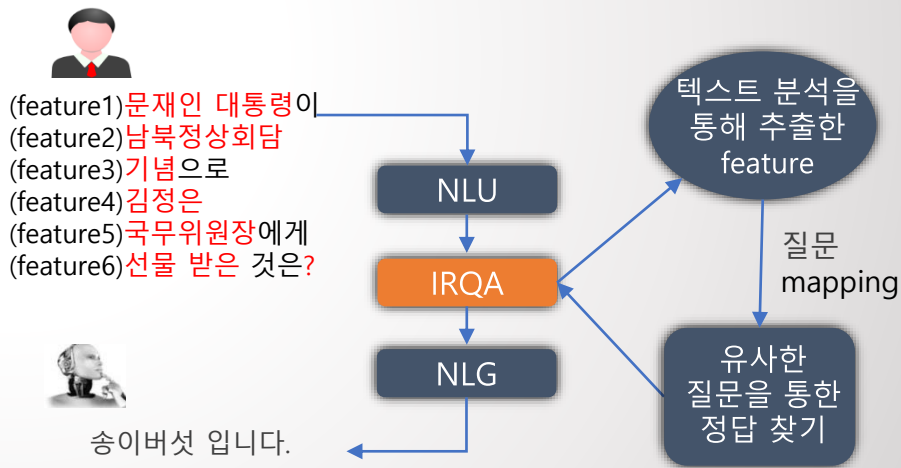 (feature1)문재인 대통령이
(feature2)남북정상회담
(feature3)기념으로
(feature4)김정은
(feature5)국무위원장에게
(feature6)선물 받은 것은?
NLU
IRQA
NLG
송이버섯 입니다.
텍스트 분석을
통해 추출한
feature
질문
mapping
유사한
질문을 통한
정답 찾기